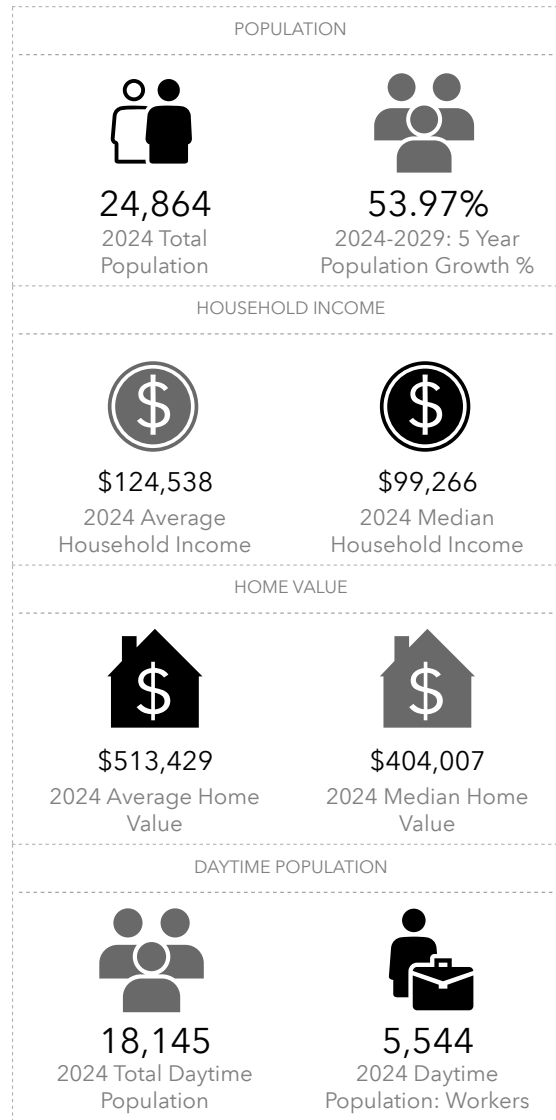 POPULATION
24,864
2024 Total
Population
53.97%
2024-2029: 5 Year
Population Growth %
HOUSEHOLD INCOME
$
$124,538
2024 Average
Household Income
$
$99,266
2024 Median
Household Income
HOME VALUE
$
$513,429
2024 Average Home
Value
$
$404,007
2024 Median Home
Value
DAYTIME POPULATION
18,145
2024 Total Daytime
Population
5,544
2024 Daytime
Population: Workers